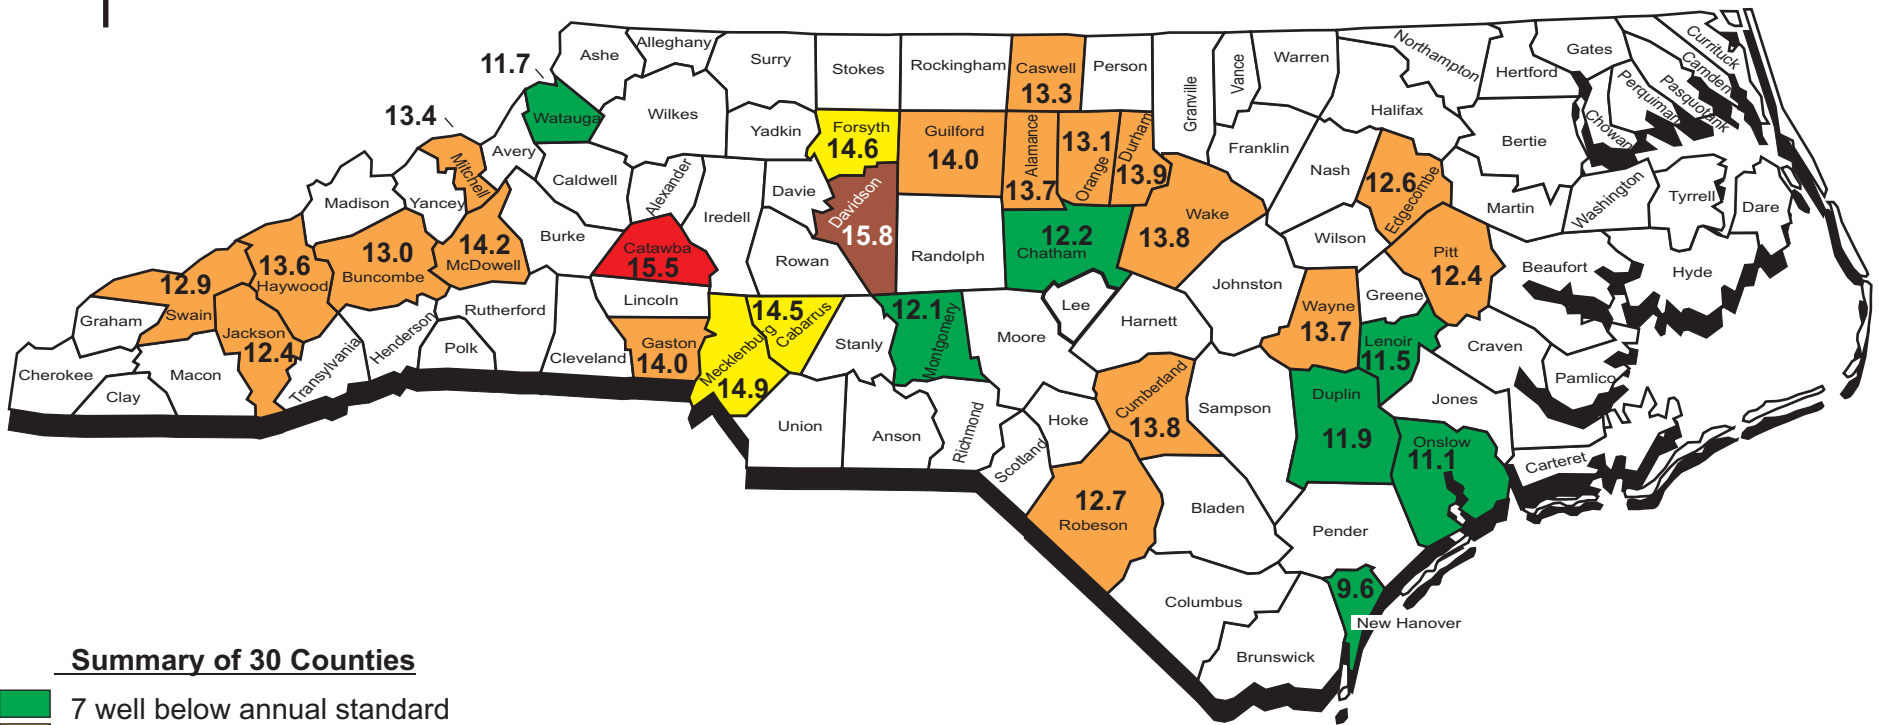 Ashe
Alleghany
Surry
Stokes
Rockingham
Caswell
13.3
Person
Granville
Vance
Warren
Northampton
Hertford
Gates
Currituck
Camden
Pasquotank
Perquiman
Chowan
11.7
Watauga
Wilkes
Yadkin
Forsyth
14.6
Guilford
14.0
Alamance
13.7
13.1
Orange
Durham
13.9
Franklin
Halifax
Bertie
13.4
Mitchell
Avery
Caldwell
Alexander
Iredell
Davie
Davidson
15.8
Randolph
12.2
Chatham
Wake
13.8
Nash
12.6
Edgecombe
Martin
Washington
Tyrrell
Dare
Madison
Yancey
Burke
Catawba
15.5
Rowan
Johnston
Wilson
Pitt
12.4
Beaufort
Hyde
12.9
Swain
13.6
Haywood
13.0
Buncombe
14.2
McDowell
Graham
Jackson
12.4
Transylvania
Henderson
Rutherford
Polk
Cleveland
Lincoln
Gaston
14.0
Mecklenburg
14.9
14.5
Cabarrus
Stanly
12.1
Montgomery
Moore
Lee
Harnett
Wayne
13.7
Greene
Lenoir
11.5
Craven
Pamlico
Cherokee
Clay
Macon
Union
Anson
Richmond
Scotland
Hoke
Cumberland
13.8
Sampson
Duplin
11.9
Jones
Onslow
11.1
Carteret
12.7
Robeson
Bladen
Pender
Columbus
Brunswick
9.6
New Hanover
Summary of 30 Counties
7 well below annual standard